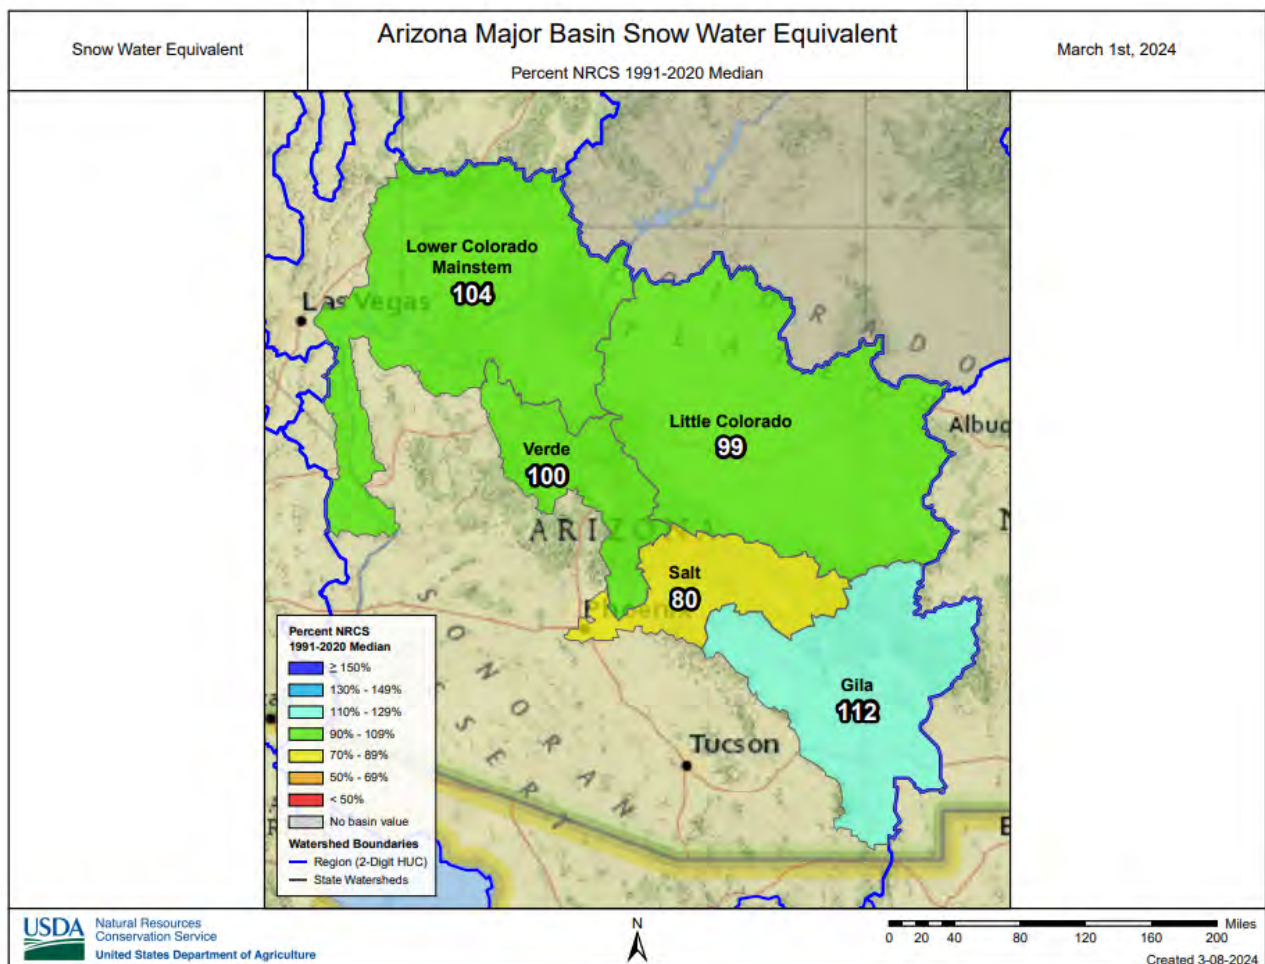 Snow Water Equivalent
Arizona Major Basin Snow Water Equivalent
Percent NRCS 1991-2020 Median
March 1st, 2024
Lower Colorado
Mainstem
104
Las Vegas
COLORADO
PLATE
Little Colorado
99
Albuq
Verde
100
ARIZONA
N
Salt
80
Phoenix
SONORAN
DESERT
Gila
112
Tucson
Percent NRCS
1991-2020 Median
≥ 150%
130% - 149%
110% - 129%
90% - 109%
70% - 89%
50% - 69%
< 50%
No basin value
Watershed Boundaries
Region (2-Digit HUC)
State Watersheds
USDA
Natural Resources
Conservation Service
United States Department of Agriculture
N
Miles
0 20 40 80 120 160 200
Created 3-08-2024